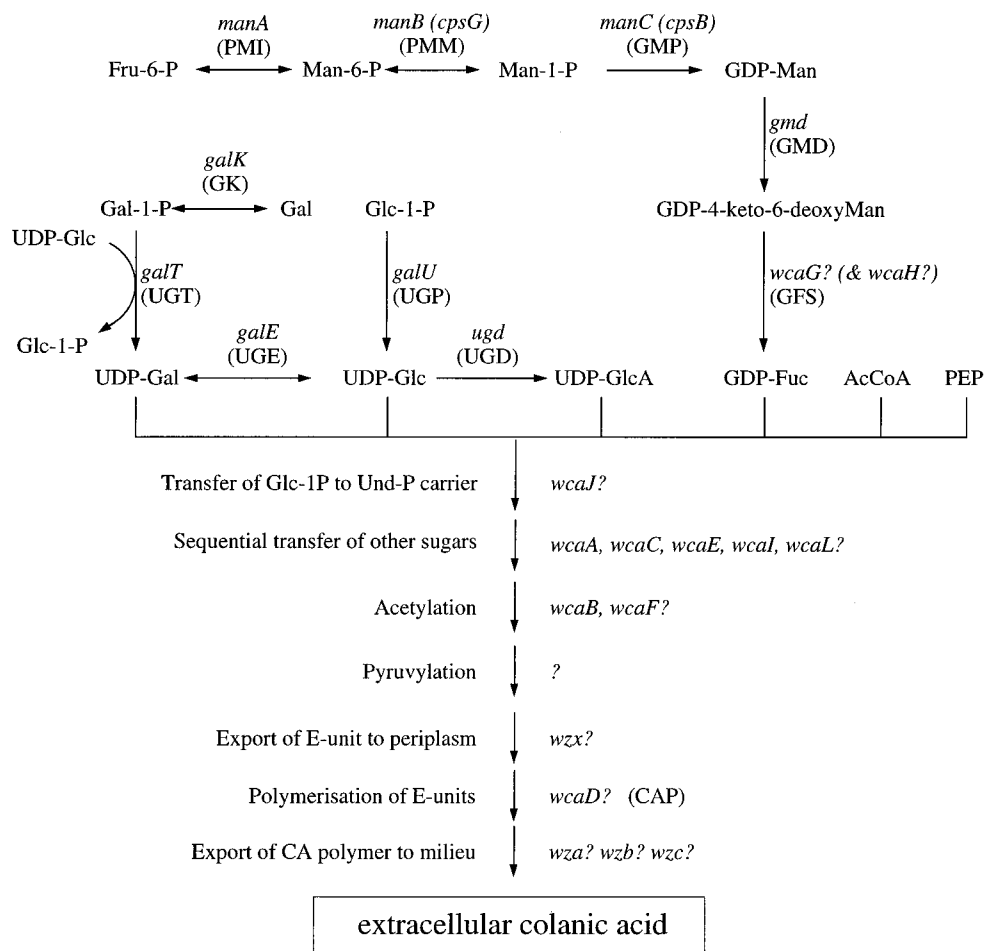 manA manB (cpsG) manC (cpsB)
(PMI) (PMM) (GMP)
Fru-6-P Man-6-P Man-1-P GDP-Man
gmd
(GMD)
galK
(GK)
Gal-1-P Gal Glc-1-P GDP-4-keto-6-deoxyMan
UDP-Glc
galT galU wcaG? (& wcaH?)
(UGT) (UGP) (GFS)
Glc-1-P galE ugd
(UGE) (UGD)
UDP-Gal UDP-Glc UDP-GlcA GDP-Fuc AcCoA PEP
Transfer of Glc-1P to Und-P carrier wcaJ?
Sequential transfer of other sugars wcaA, wcaC, wcaE, wcaI, wcaL?
Acetylation wcaB, wcaF?
Pyruvylation ?
Export of E-unit to periplasm wzx?
Polymerisation of E-units wcaD? (CAP)
Export of CA polymer to milieu wza? wzb? wzc?
extracellular colanic acid